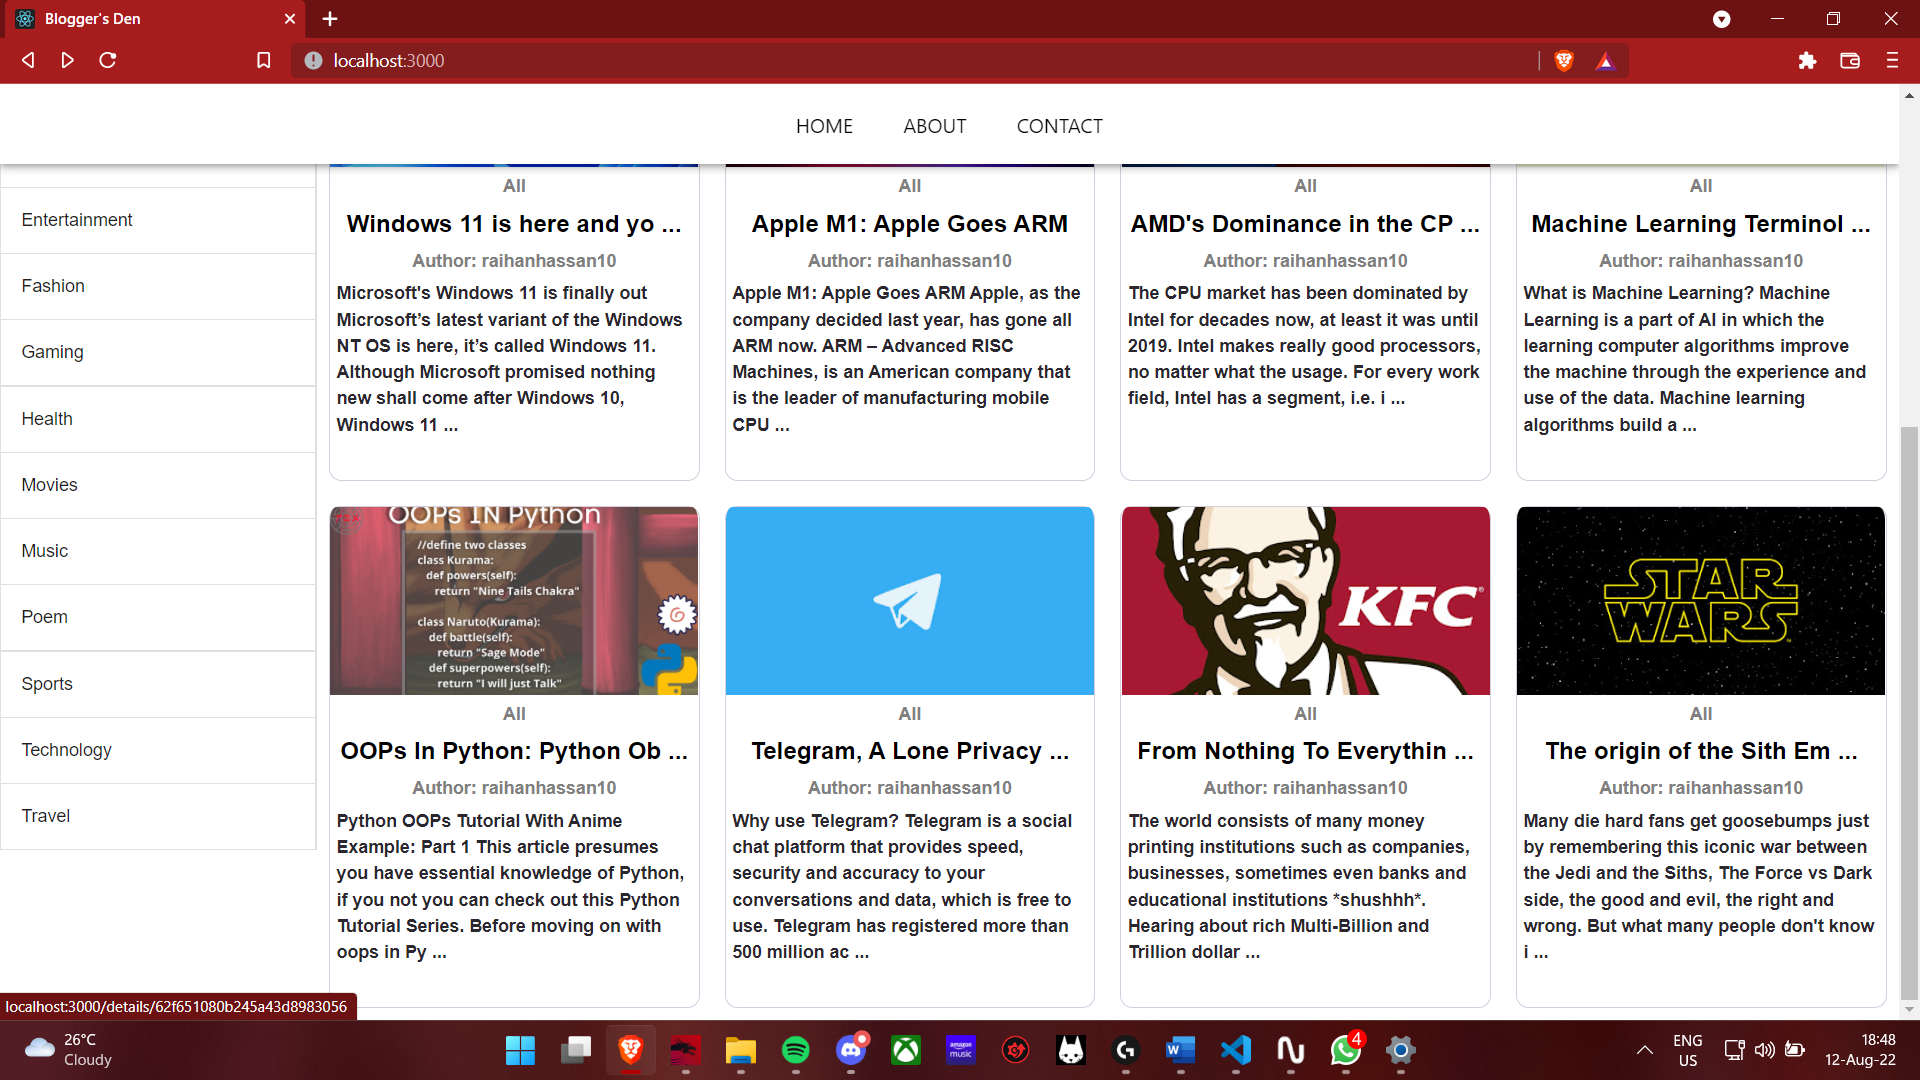 Blogger's Den
localhost:3000
HOME ABOUT CONTACT
Entertainment
Fashion
Gaming
Health
Movies
Music
Poem
Sports
Technology
Travel
All
Windows 11 is here and yo ...
Author: raihanhassan10
Microsoft's Windows 11 is finally out
Microsoft’s latest variant of the Windows
NT OS is here, it’s called Windows 11.
Although Microsoft promised nothing
new shall come after Windows 10,
Windows 11 ...
All
Apple M1: Apple Goes ARM
Author: raihanhassan10
Apple M1: Apple Goes ARM Apple, as the
company decided last year, has gone all
ARM now. ARM – Advanced RISC
Machines, is an American company that
is the leader of manufacturing mobile
CPU ...
All
AMD's Dominance in the CP ...
Author: raihanhassan10
The CPU market has been dominated by
Intel for decades now, at least it was until
2019. Intel makes really good processors,
no matter what the usage. For every work
field, Intel has a segment, i.e. i ...
All
Machine Learning Terminol ...
Author: raihanhassan10
What is Machine Learning? Machine
Learning is a part of AI in which the
learning computer algorithms improve
the machine through the experience and
use of the data. Machine learning
algorithms build a ...
OOPs IN Python
//define two classes
class Kurama:
def powers(self):
return "Nine Tails Chakra"
class Naruto(Kurama):
def battle(self):
return "Sage Mode"
def superpowers(self):
return "I will just Talk"
All
OOPs In Python: Python Ob ...
Author: raihanhassan10
Python OOPs Tutorial With Anime
Example: Part 1 This article presumes
you have essential knowledge of Python,
if you not you can check out this Python
Tutorial Series. Before moving on with
oops in Py ...
All
Telegram, A Lone Privacy ...
Author: raihanhassan10
Why use Telegram? Telegram is a social
chat platform that provides speed,
security and accuracy to your
conversations and data, which is free to
use. Telegram has registered more than
500 million ac ...
KFC®
All
From Nothing To Everythin ...
Author: raihanhassan10
The world consists of many money
printing institutions such as companies,
businesses, sometimes even banks and
educational institutions *shushhh*.
Hearing about rich Multi-Billion and
Trillion dollar ...
STAR
WARS
All
The origin of the Sith Em ...
Author: raihanhassan10
Many die hard fans get goosebumps just
by remembering this iconic war between
the Jedi and the Siths, The Force vs Dark
side, the good and evil, the right and
wrong. But what many people don't know
i ...
localhost:3000/details/62f651080b245a43d8983056
26°C
Cloudy
amazon
music
W
4
ENG
US
18:48
12-Aug-22